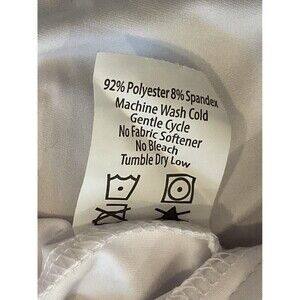 92% Polyester 8% Spandex
Machine Wash Cold
Gentle Cycle
No Fabric Softener
No Bleach
Tumble Dry Low